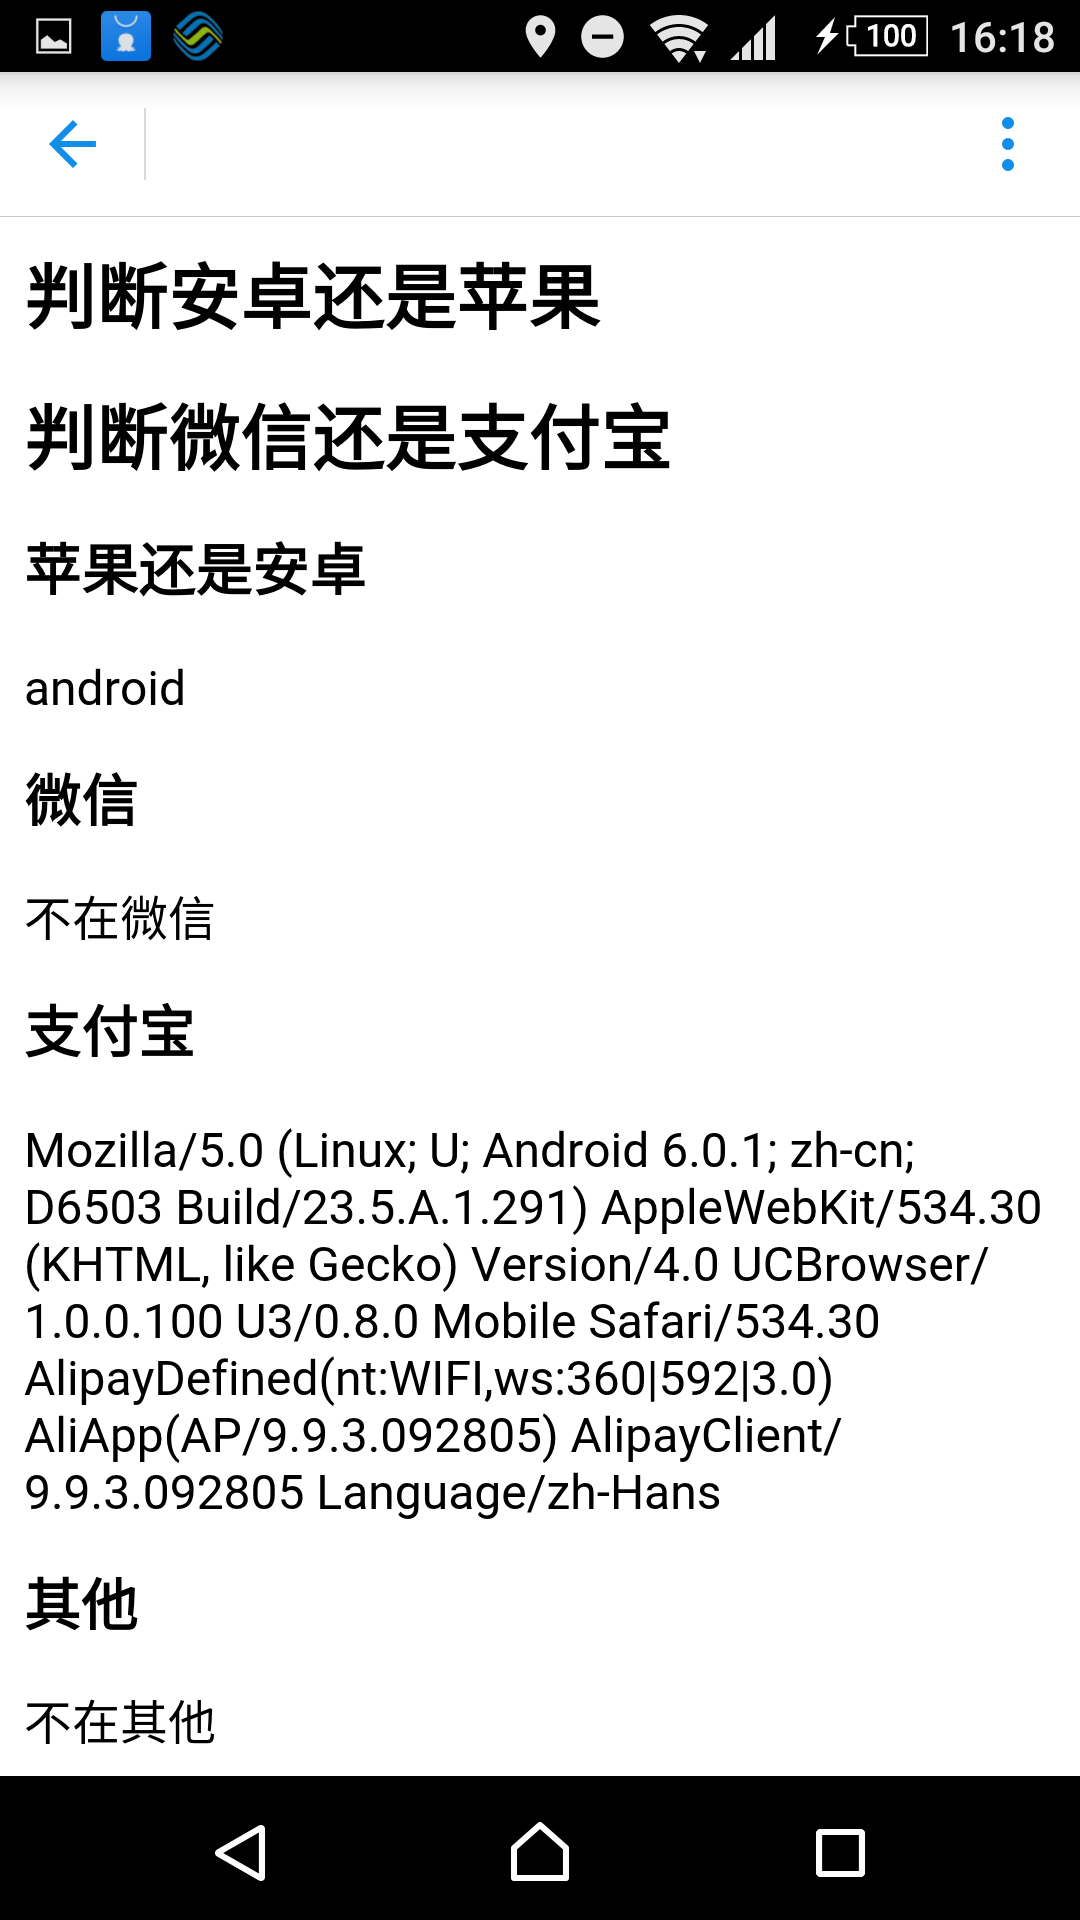 100 16:18
判断安卓还是苹果
判断微信还是支付宝
苹果还是安卓
android
微信
不在微信
支付宝
Mozilla/5.0 (Linux; U; Android 6.0.1; zh-cn;
D6503 Build/23.5.A.1.291) AppleWebKit/534.30
(KHTML, like Gecko) Version/4.0 UCBrowser/
1.0.0.100 U3/0.8.0 Mobile Safari/534.30
AlipayDefined(nt:WIFI,ws:360|592|3.0)
AliApp(AP/9.9.3.092805) AlipayClient/
9.9.3.092805 Language/zh-Hans
其他
不在其他